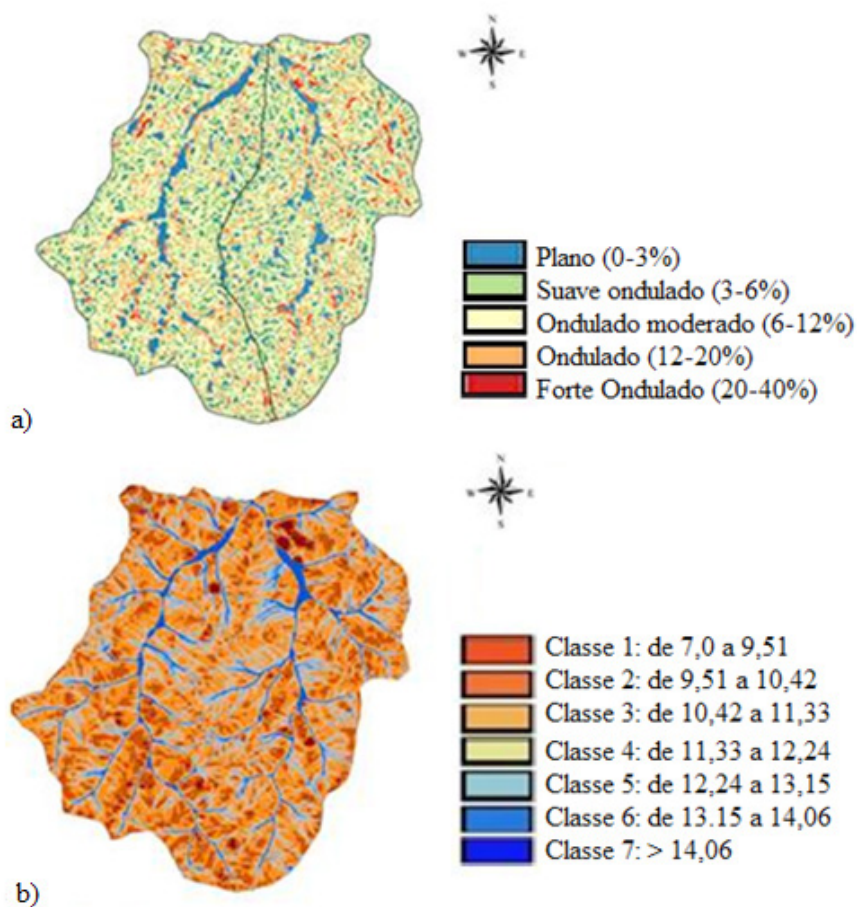 N
W E
S
Plano (0-3%)
Suave ondulado (3-6%)
Ondulado moderado (6-12%)
Ondulado (12-20%)
Forte Ondulado (20-40%)
a)
N
W E
S
Classe 1: de 7,0 a 9,51
Classe 2: de 9,51 a 10,42
Classe 3: de 10,42 a 11,33
Classe 4: de 11,33 a 12,24
Classe 5: de 12,24 a 13,15
Classe 6: de 13.15 a 14,06
Classe 7: > 14,06
b)